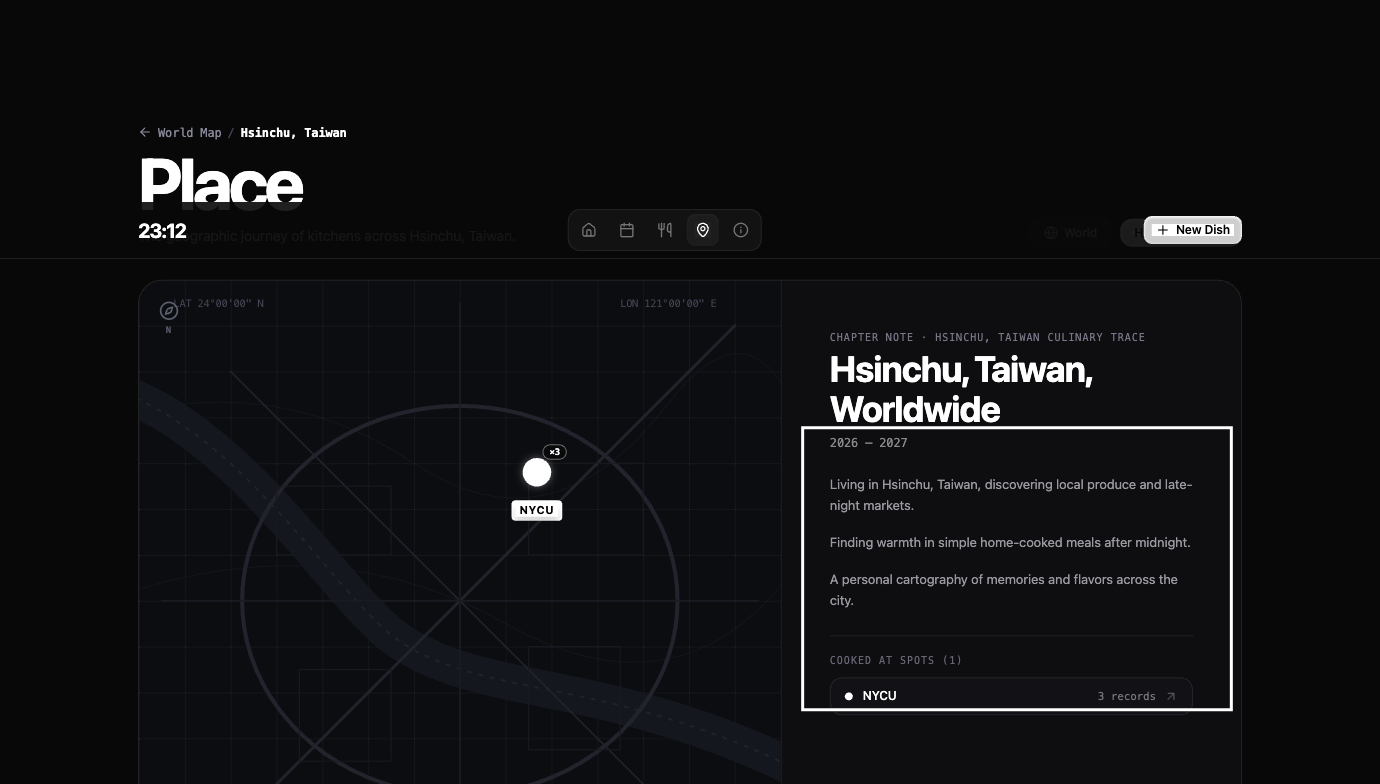 World Map / Hsinchu, Taiwan
Place
23:12
graphic journey of kitchens across Hsinchu, Taiwan.
World
New Dish
LAT 24°00'00" N
LON 121°00'00" E
N
×3
NYCU
CHAPTER NOTE · HSINCHU, TAIWAN CULINARY TRACE
Hsinchu, Taiwan,
Worldwide
2026 — 2027
Living in Hsinchu, Taiwan, discovering local produce and late-
night markets.
Finding warmth in simple home-cooked meals after midnight.
A personal cartography of memories and flavors across the
city.
COOKED AT SPOTS (1)
NYCU 3 records